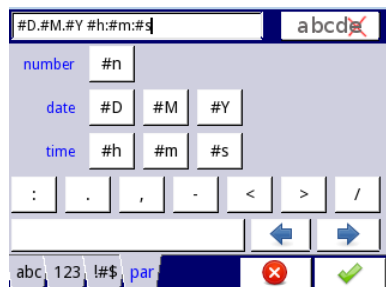 #D.#M.#Y #h:#m:#s abcde
number #n
date #D #M #Y
time #h #m #s
: . , - < > /
abc 123 !#$ par